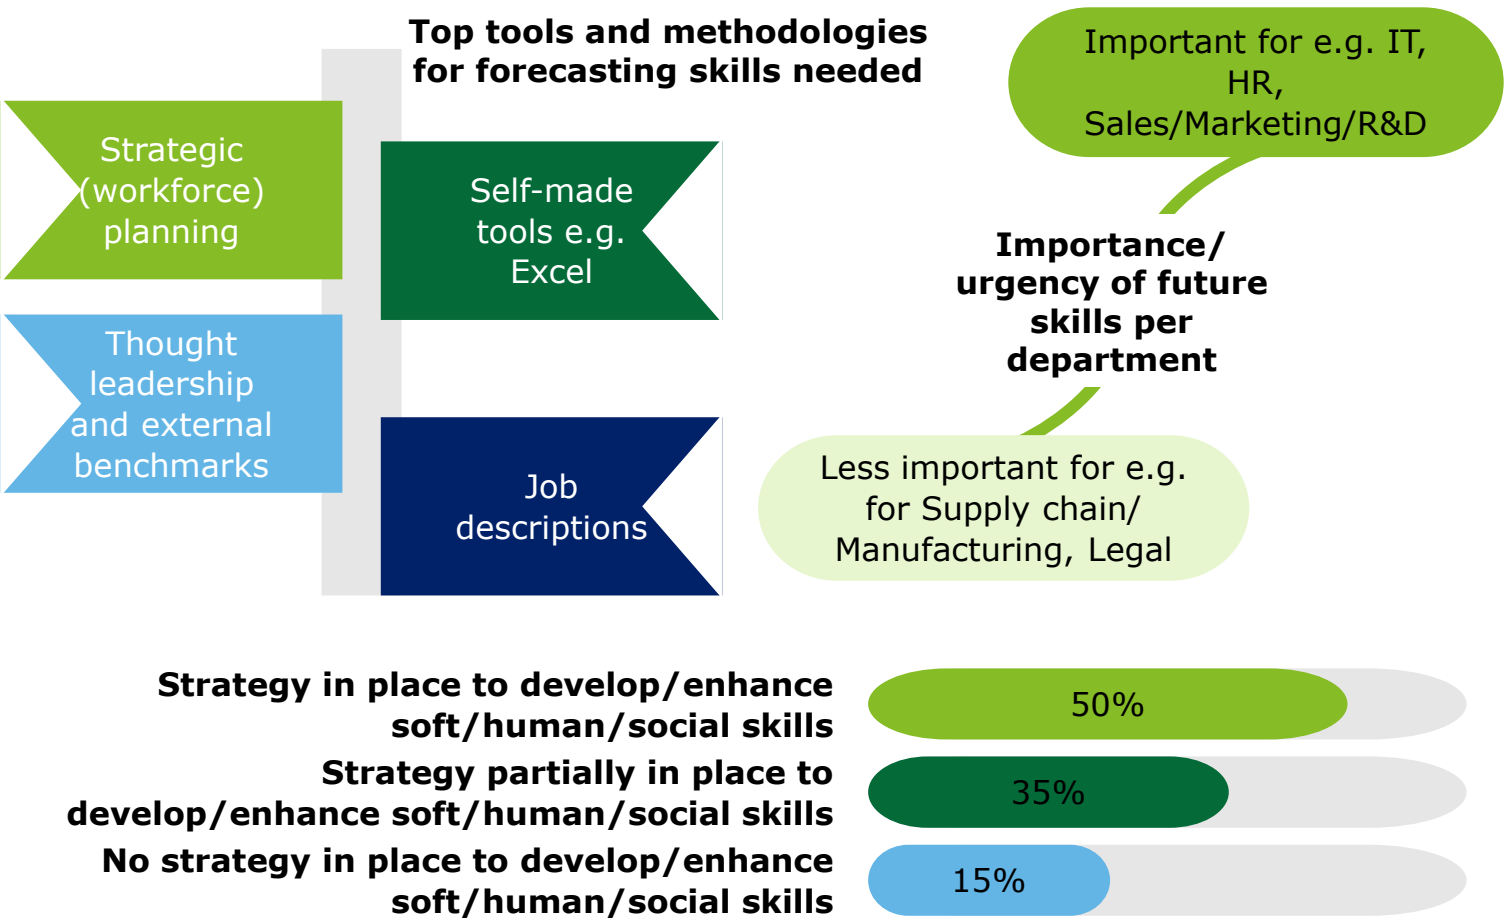 Top tools and methodologies
for forecasting skills needed
Strategic
(workforce)
planning
Self-made
tools e.g.
Excel
Thought
leadership
and external
benchmarks
Job
descriptions
Important for e.g. IT,
HR,
Sales/Marketing/R&D
Importance/
urgency of future
skills per
department
Less important for e.g.
for Supply chain/
Manufacturing, Legal
Strategy in place to develop/enhance
soft/human/social skills
50%
Strategy partially in place to
develop/enhance soft/human/social skills
35%
No strategy in place to develop/enhance
soft/human/social skills
15%